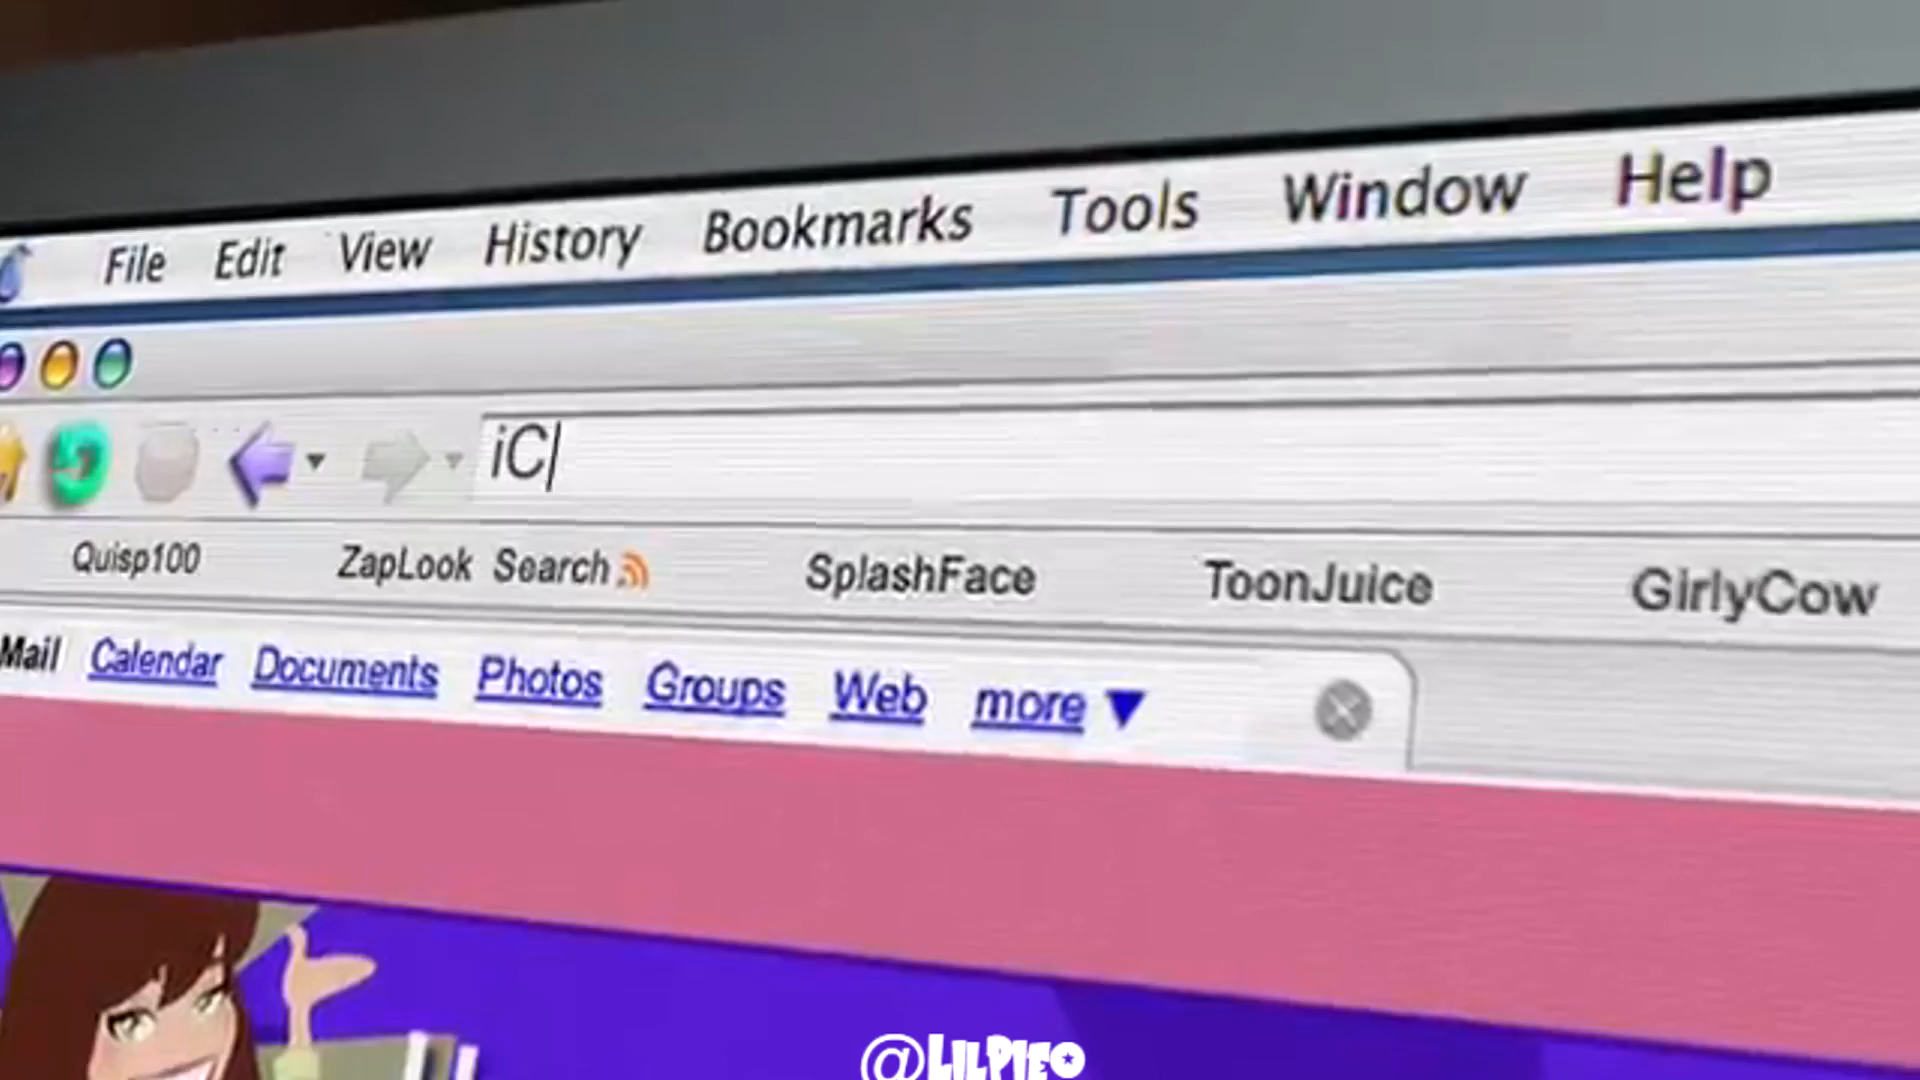 File Edit View History Bookmarks Tools Window Help
iC
Quisp100 ZapLook Search SplashFace ToonJuice GirlyCow
Mail Calendar Documents Photos Groups Web more
@LILPIEO